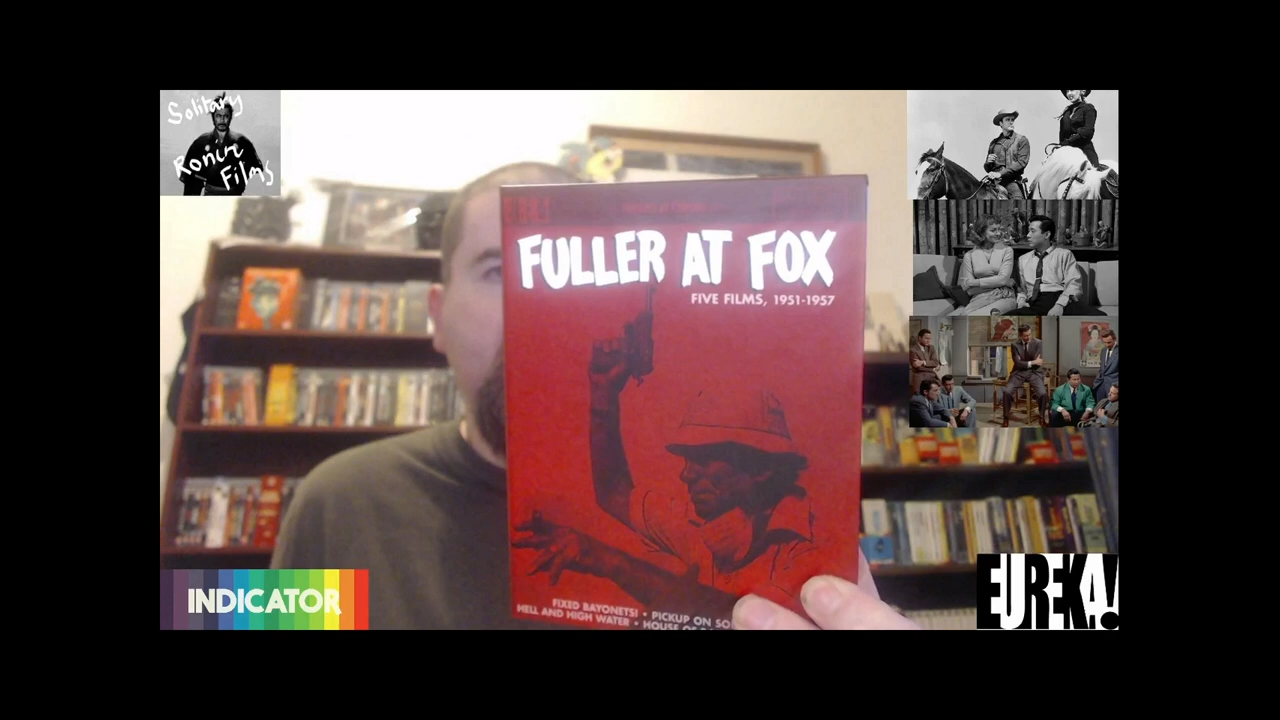 Solitary
Ronin
Films
FULLER AT FOX
FIVE FILMS, 1951-1957
FIXED BAYONETS! • PICKUP ON SO
HELL AND HIGH WATER • HOUSE OF
INDICATOR
EUREKA!